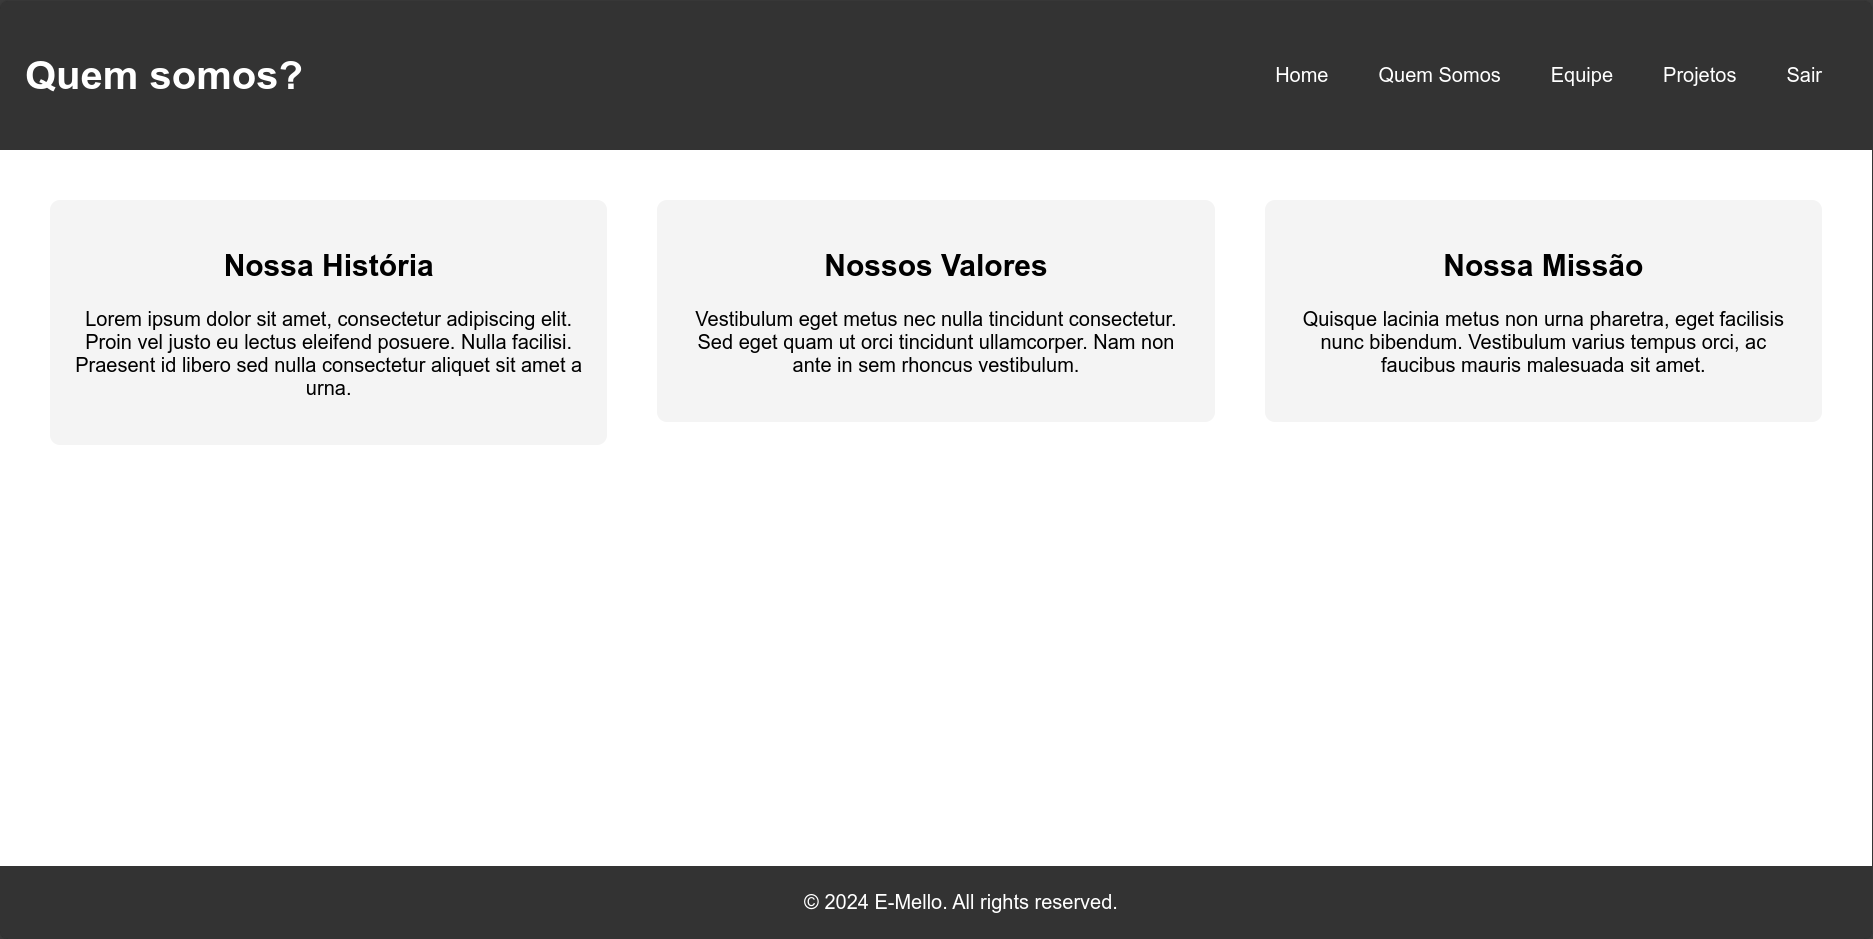 Quem somos?
Home
Quem Somos
Equipe
Projetos
Sair
Nossa História
Lorem ipsum dolor sit amet, consectetur adipiscing elit.
Proin vel justo eu lectus eleifend posuere. Nulla facilisi.
Praesent id libero sed nulla consectetur aliquet sit amet a
urna.
Nossos Valores
Vestibulum eget metus nec nulla tincidunt consectetur.
Sed eget quam ut orci tincidunt ullamcorper. Nam non
ante in sem rhoncus vestibulum.
Nossa Missão
Quisque lacinia metus non urna pharetra, eget facilisis
nunc bibendum. Vestibulum varius tempus orci, ac
faucibus mauris malesuada sit amet.
© 2024 E-Mello. All rights reserved.